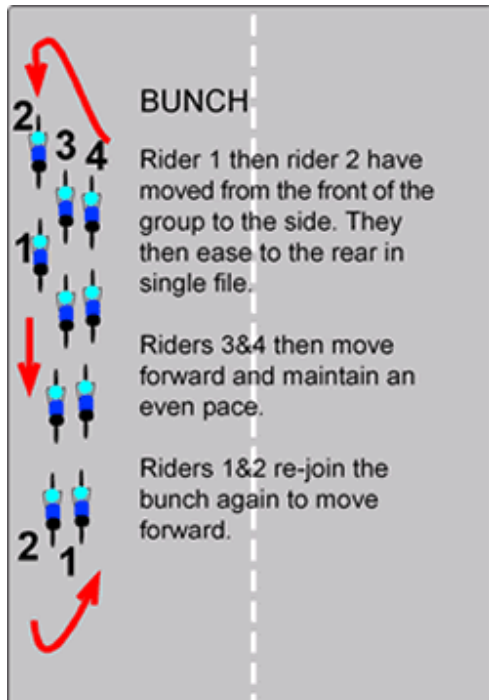 BUNCH
2
3
4
Rider 1 then rider 2 have
moved from the front of the
group to the side. They
then ease to the rear in
single file.
1
Riders 3&4 then move
forward and maintain an
even pace.
Riders 1&2 re-join the
bunch again to move
forward.
2
1